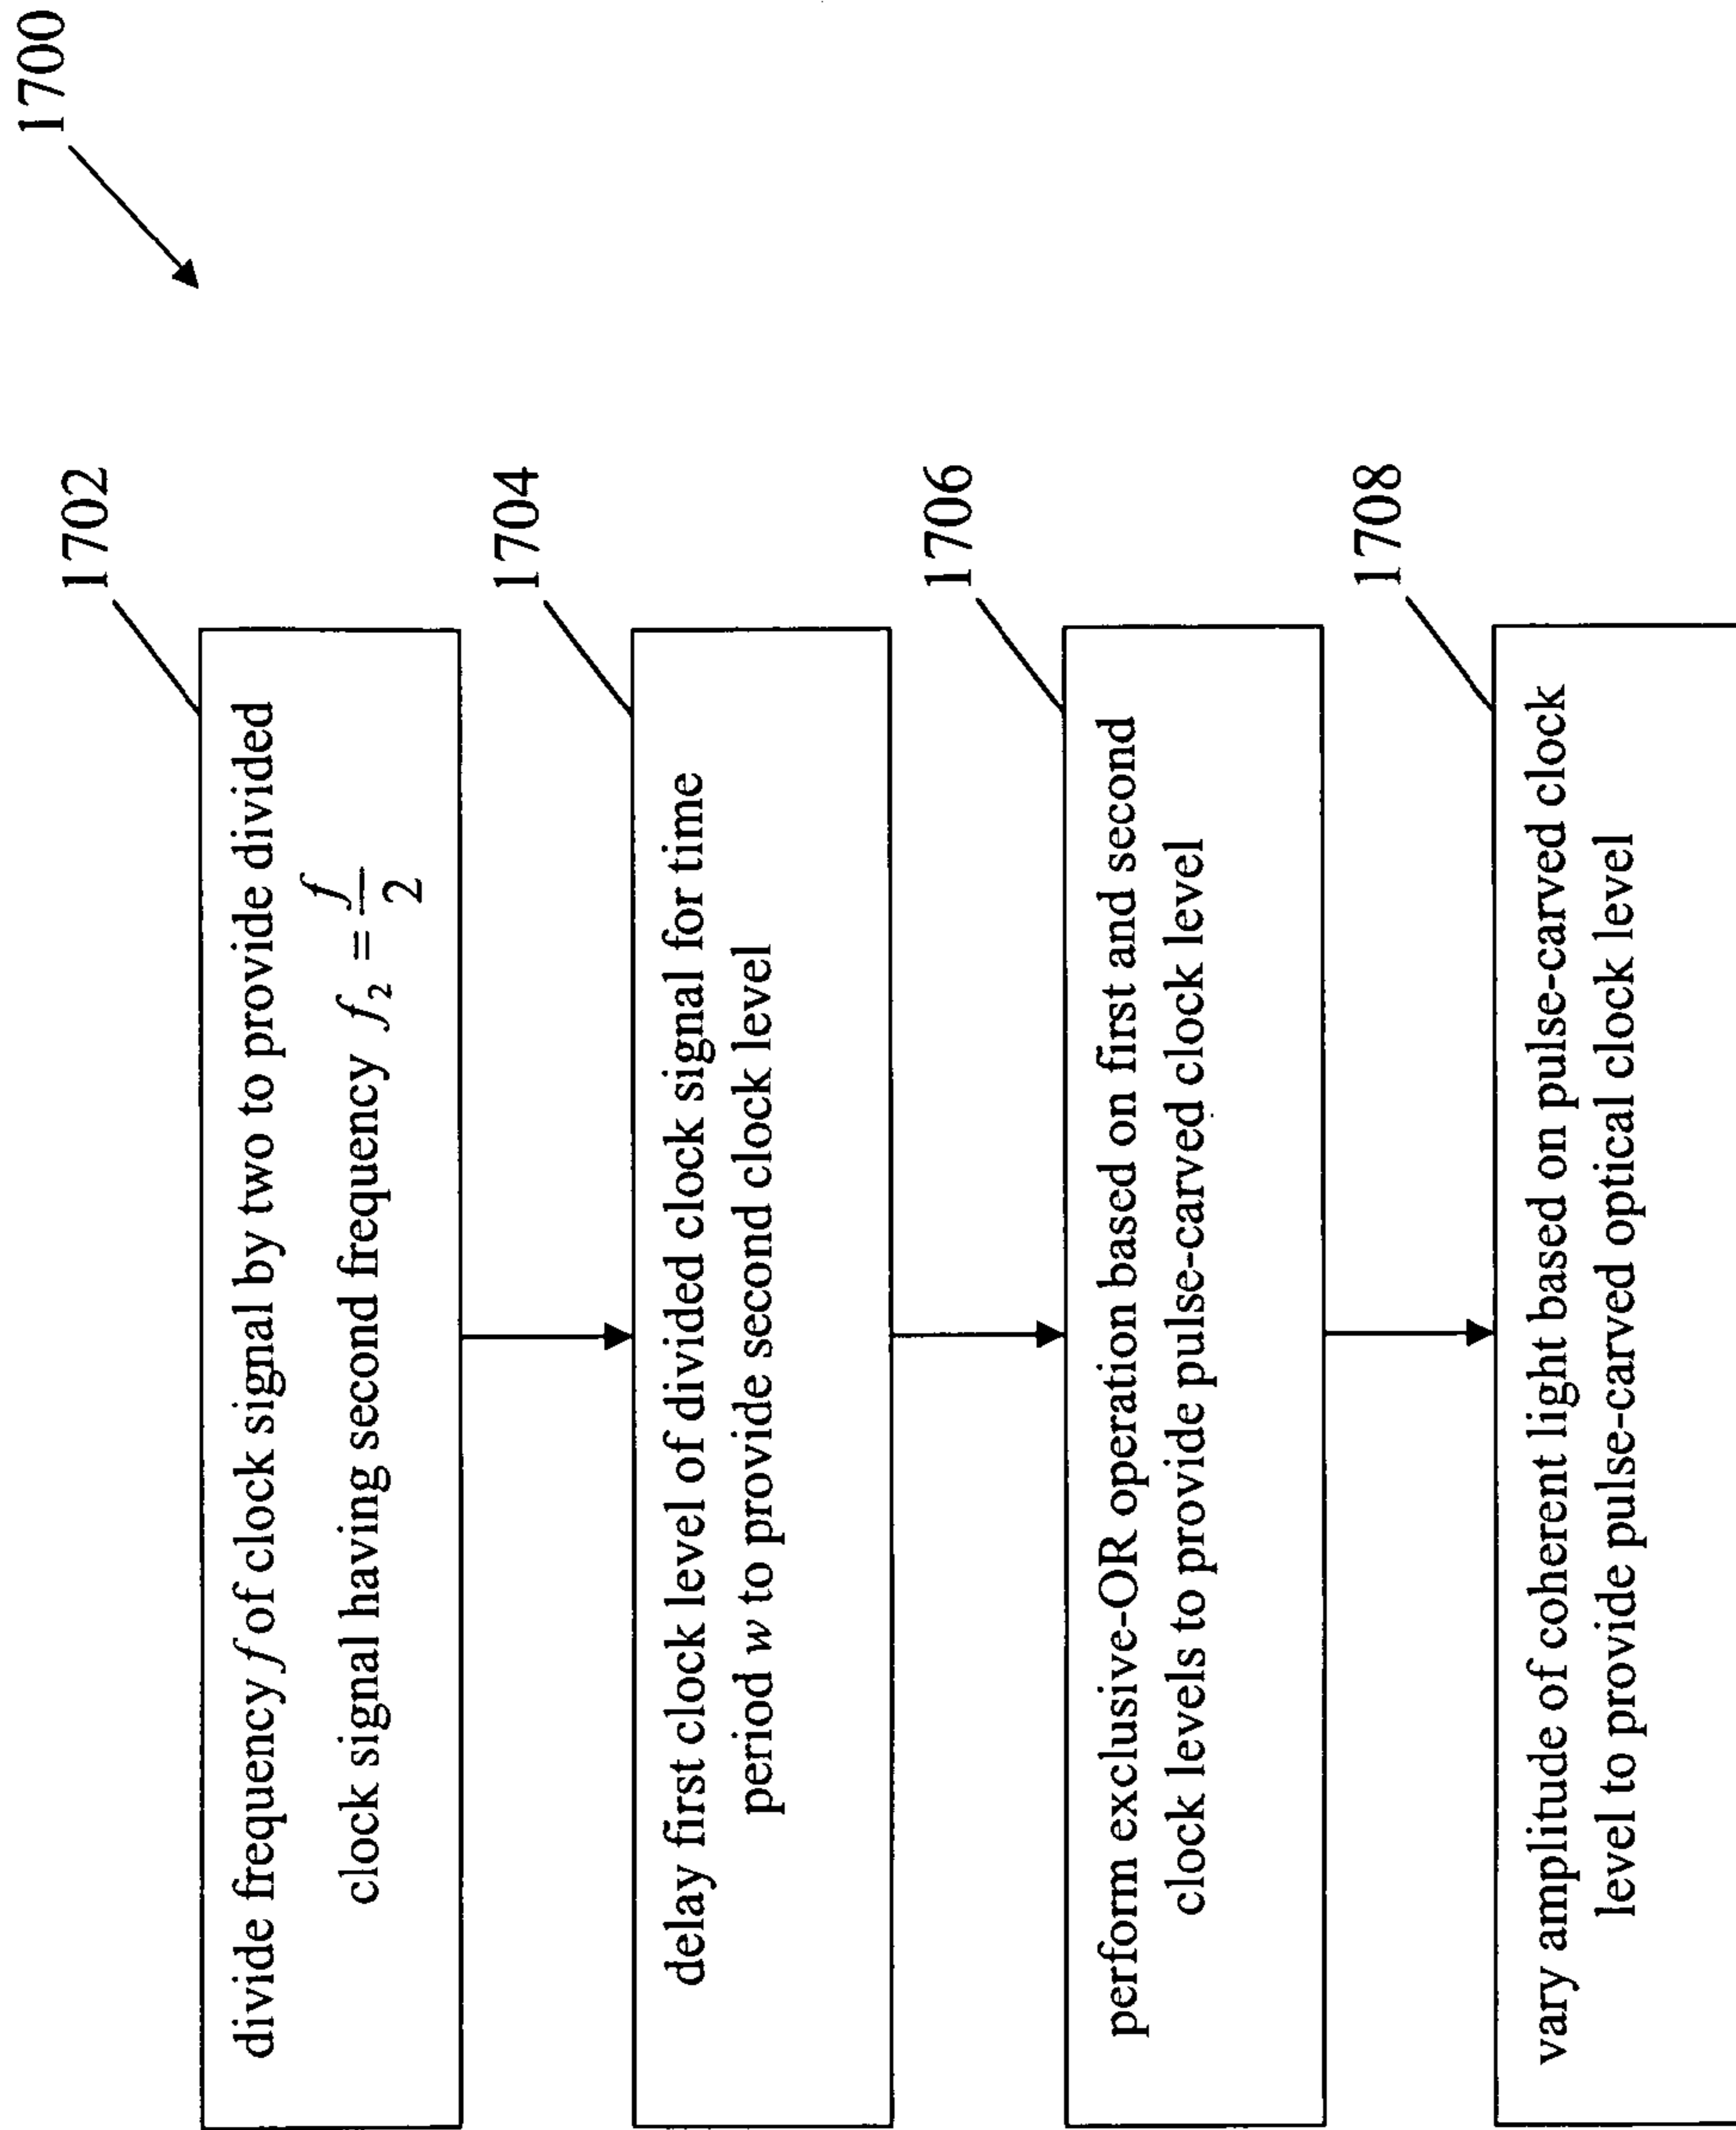 1700
1702
divide frequency f of clock signal by two to provide divided
clock signal having second frequency f₂ = f/2
1704
delay first clock level of divided clock signal for time
period w to provide second clock level
1706
perform exclusive-OR operation based on first and second
clock levels to provide pulse-carved clock level
1708
vary amplitude of coherent light based on pulse-carved clock
level to provide pulse-carved optical clock level